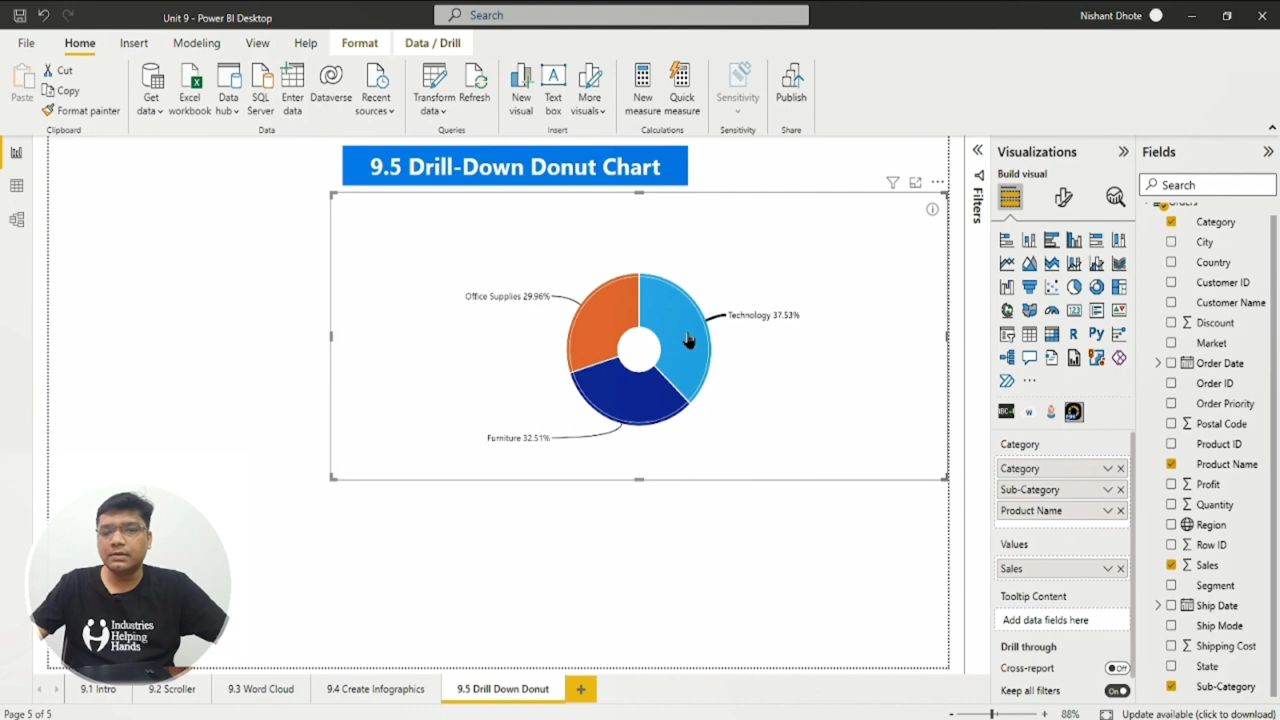 Unit 9 - Power BI Desktop
Search
Nishant Dhote
File Home Insert Modeling View Help Format Data / Drill
Paste
Cut
Copy
Format painter
Clipboard
Get data
Excel workbook
Data hub
SQL Server
Enter data
Dataverse
Recent sources
Data
Transform data
Refresh
Queries
New visual
Text box
More visuals
Insert
New measure
Quick measure
Calculations
Sensitivity
Sensitivity
Publish
Share
9.5 Drill-Down Donut Chart
Office Supplies 29.96%
Technology 37.53%
Furniture 32.51%
Industries
Helping
Hands
Filters
Visualizations
Build visual
R Py
Category
Category
Sub-Category
Product Name
Values
Sales
Tooltip Content
Add data fields here
Drill through
Cross-report Off
Keep all filters On
Fields
Search
Category
City
Country
Customer ID
Customer Name
Discount
Market
Order Date
Order ID
Order Priority
Postal Code
Product ID
Product Name
Profit
Quantity
Region
Row ID
Sales
Segment
Ship Date
Ship Mode
Shipping Cost
State
Sub-Category
9.1 Intro 9.2 Scroller 9.3 Word Cloud 9.4 Create Infographics 9.5 Drill Down Donut
Page 5 of 5
88%
Update available (click to download)